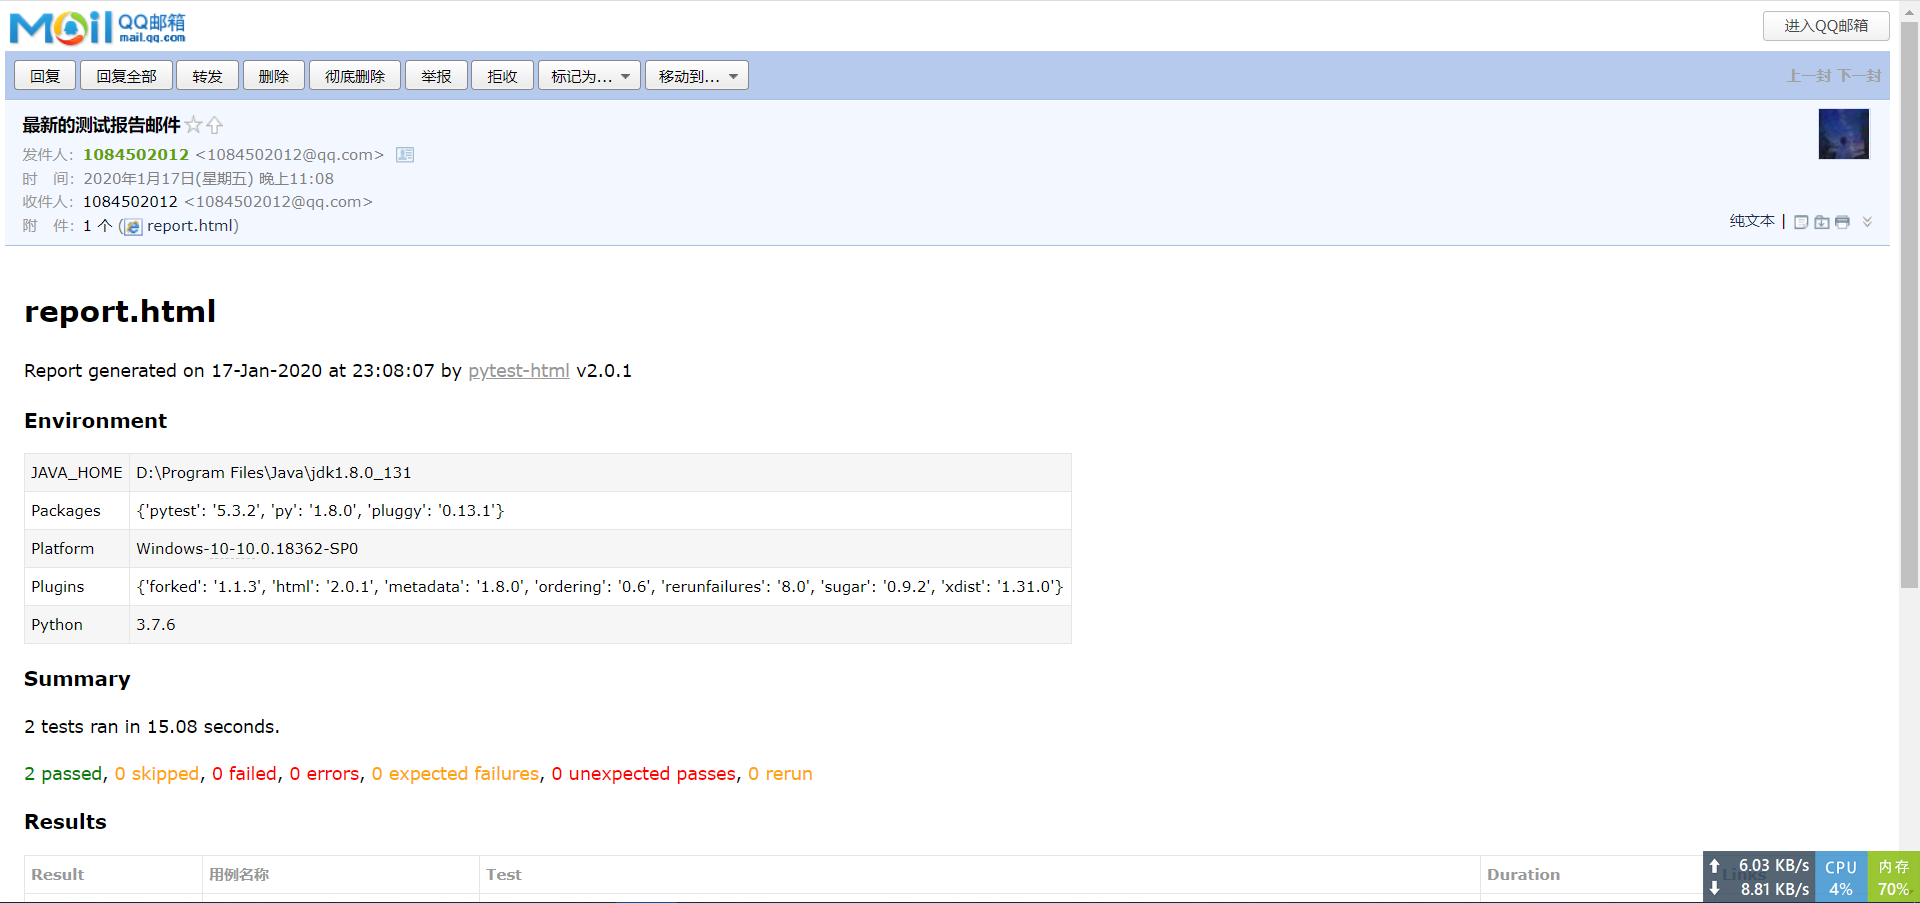 Mail QQ邮箱
mail.qq.com
进入QQ邮箱
回复 回复全部 转发 删除 彻底删除 举报 拒收 标记为... 移动到... 上一封 下一封
最新的测试报告邮件
发件人: 1084502012 <1084502012@qq.com>
时 间: 2020年1月17日(星期五) 晚上11:08
收件人: 1084502012 <1084502012@qq.com>
附 件: 1 个 (report.html)
纯文本 |
report.html
Report generated on 17-Jan-2020 at 23:08:07 by pytest-html v2.0.1
Environment
JAVA_HOME D:\Program Files\Java\jdk1.8.0_131
Packages {'pytest': '5.3.2', 'py': '1.8.0', 'pluggy': '0.13.1'}
Platform Windows-10-10.0.18362-SP0
Plugins {'forked': '1.1.3', 'html': '2.0.1', 'metadata': '1.8.0', 'ordering': '0.6', 'rerunfailures': '8.0', 'sugar': '0.9.2', 'xdist': '1.31.0'}
Python 3.7.6
Summary
2 tests ran in 15.08 seconds.
2 passed, 0 skipped, 0 failed, 0 errors, 0 expected failures, 0 unexpected passes, 0 rerun
Results
Result 用例名称 Test Duration Links
6.03 KB/s CPU 内存
8.81 KB/s 4% 70%